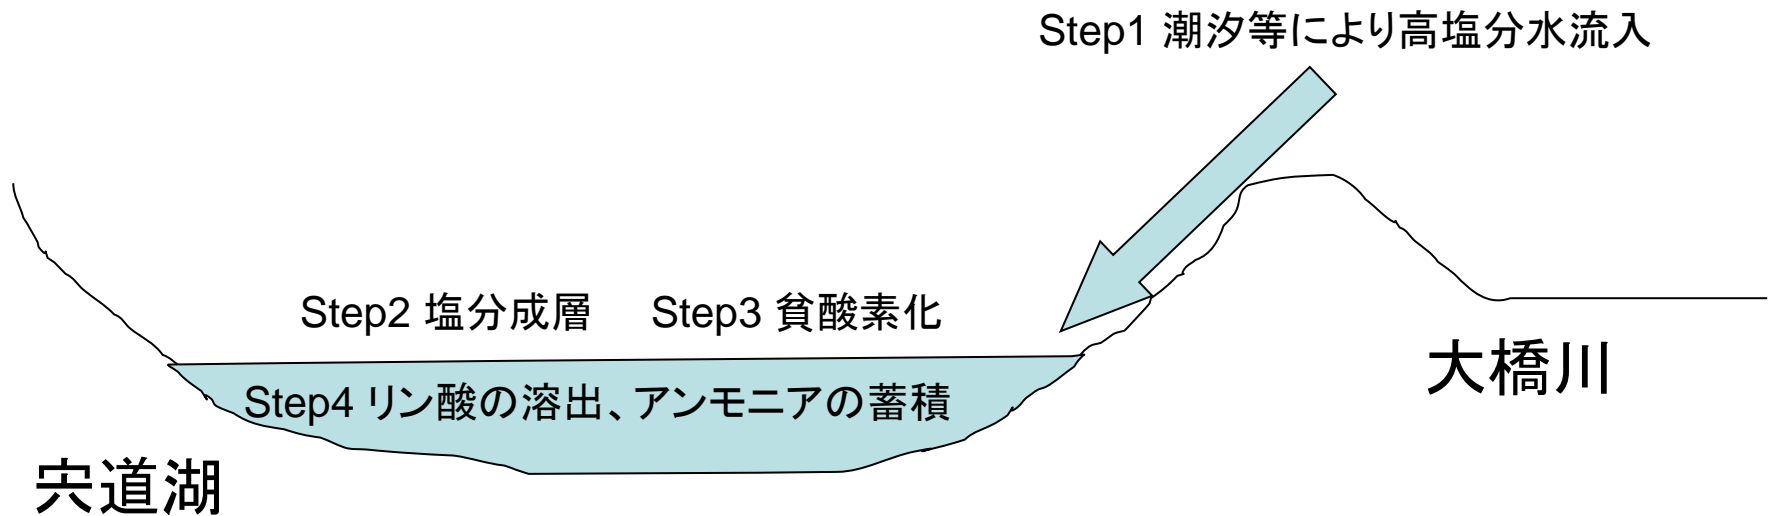 Step1 潮汐等により高塩分水流入
Step2 塩分成層
Step3 貧酸素化
大橋川
Step4 リン酸の溶出、アンモニアの蓄積
宍道湖